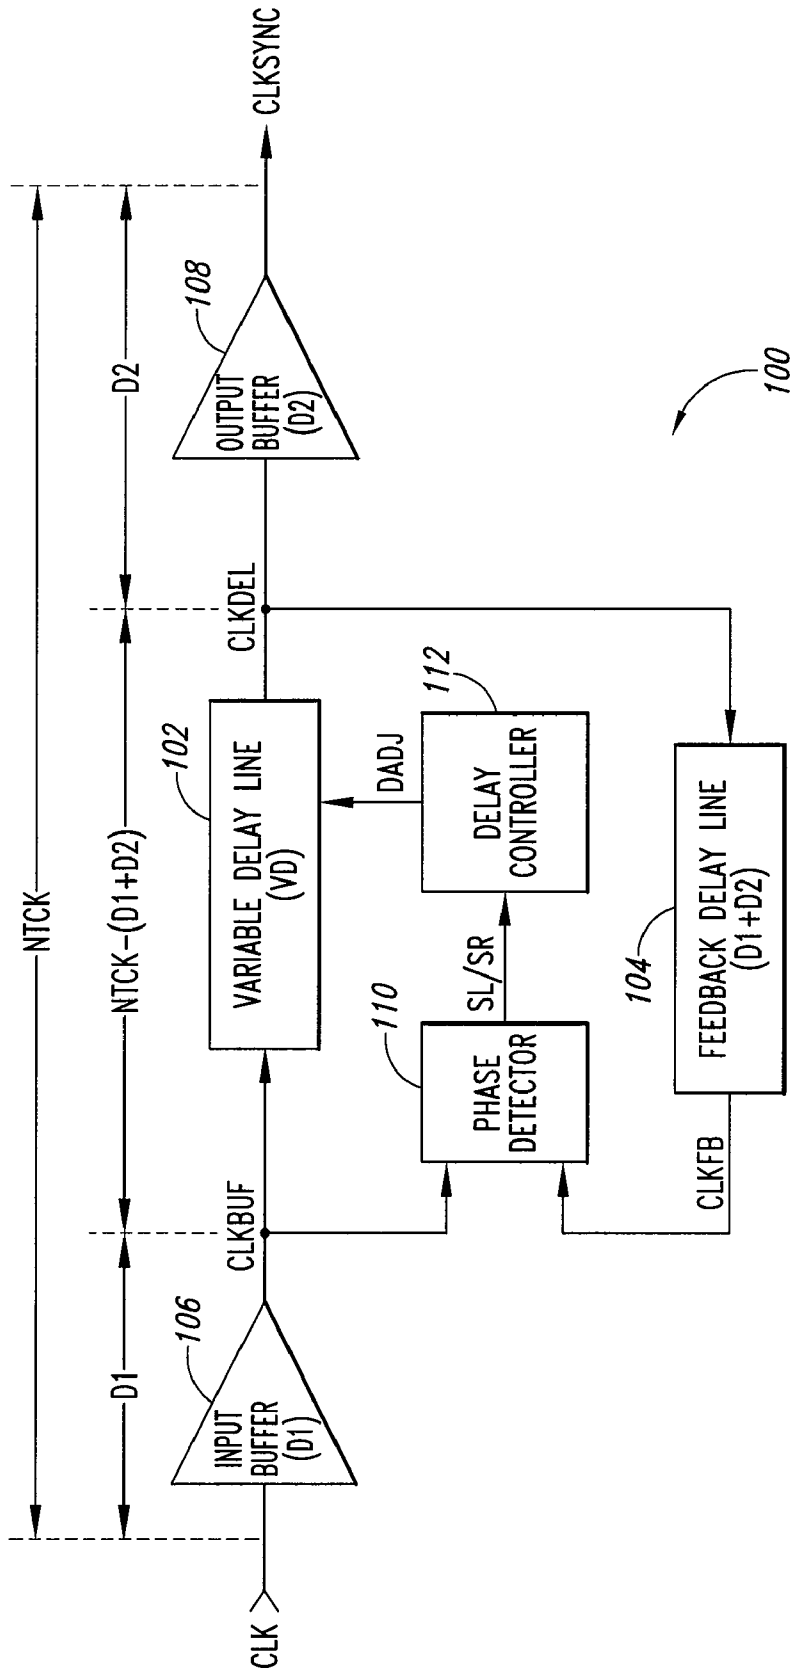 NTCK
D1
NTCK-(D1+D2)
D2
CLK
INPUT
BUFFER
(D1)
106
CLKBUF
VARIABLE DELAY LINE
(VD)
102
CLKDEL
OUTPUT
BUFFER
(D2)
108
CLKSYNC
PHASE
DETECTOR
110
SL/SR
DELAY
CONTROLLER
112
DADJ
CLKFB
FEEDBACK DELAY LINE
(D1+D2)
104
100